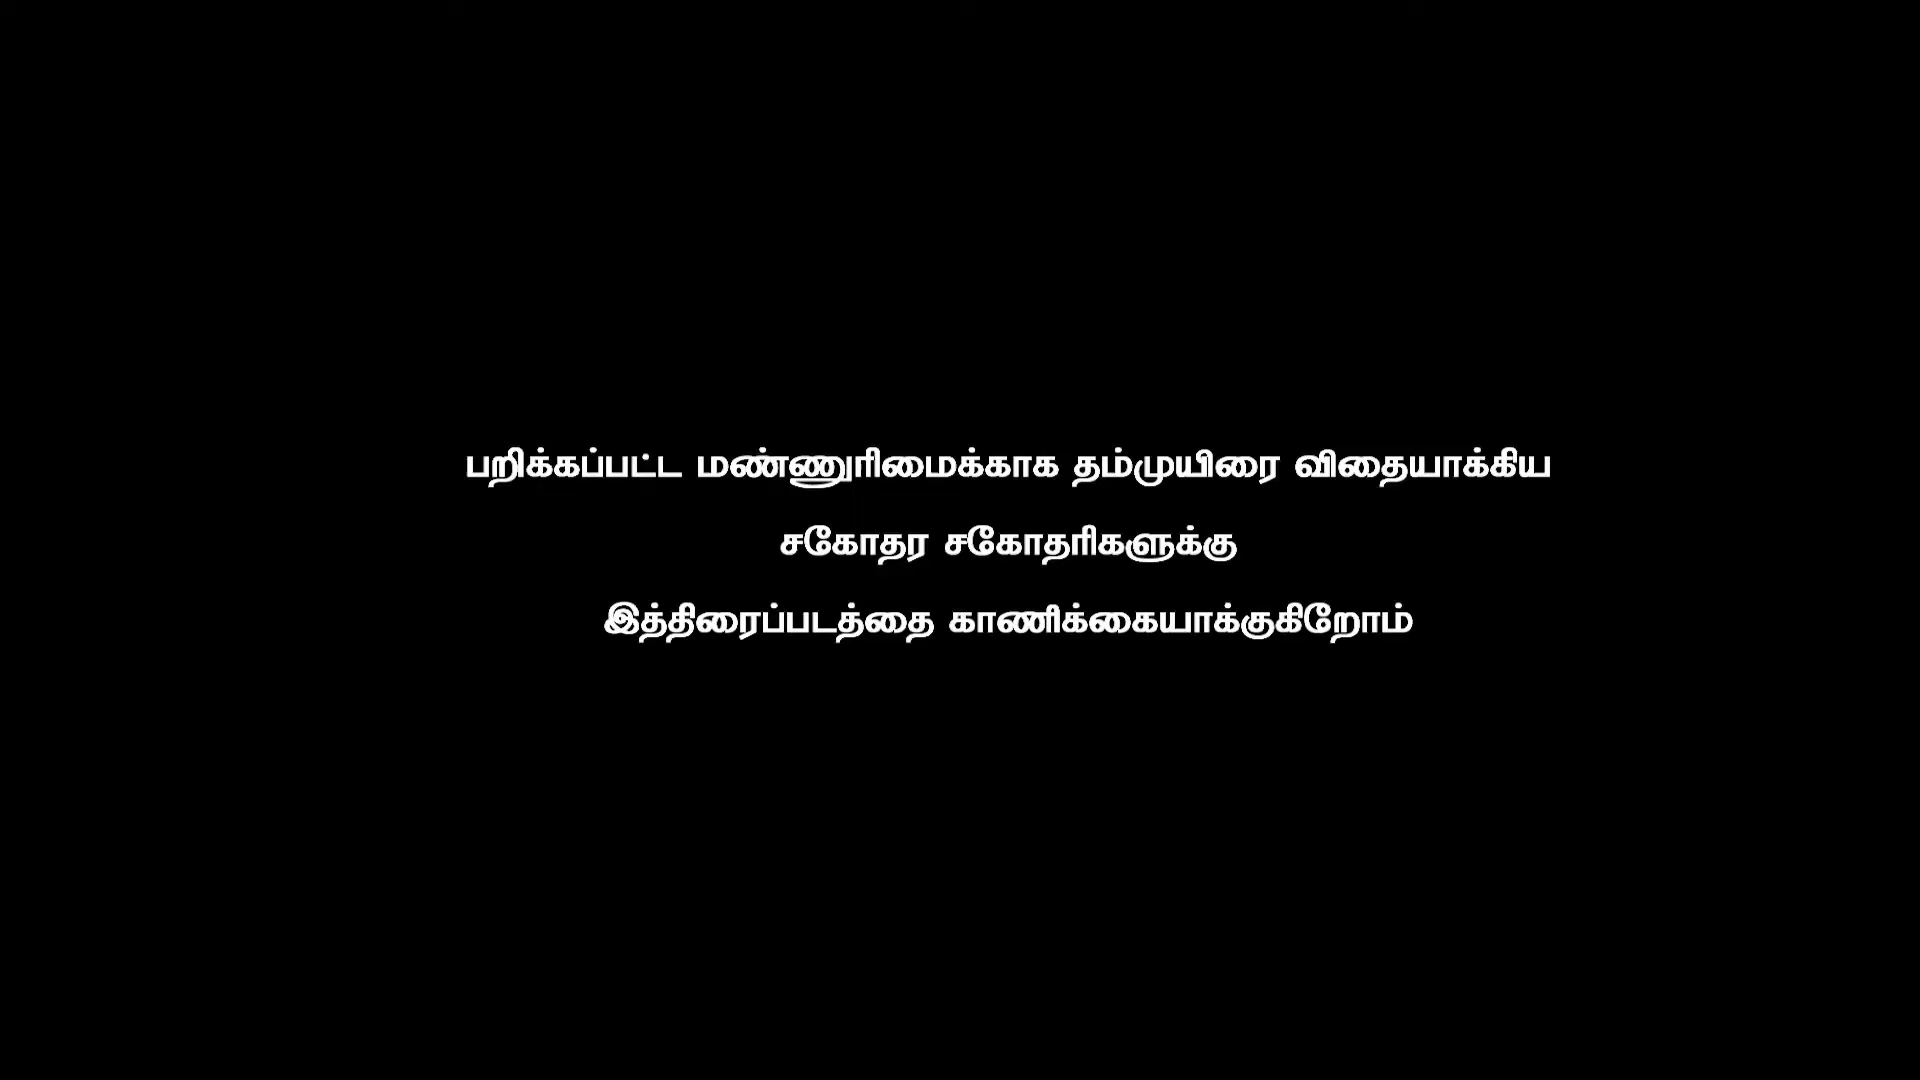 பறிக்கப்பட்ட மண்ணுரிமைக்காக தம்முயிரை விதையாக்கிய
சகோதர சகோதரிகளுக்கு
இத்திரைப்படத்தை காணிக்கையாக்குகிறோம்